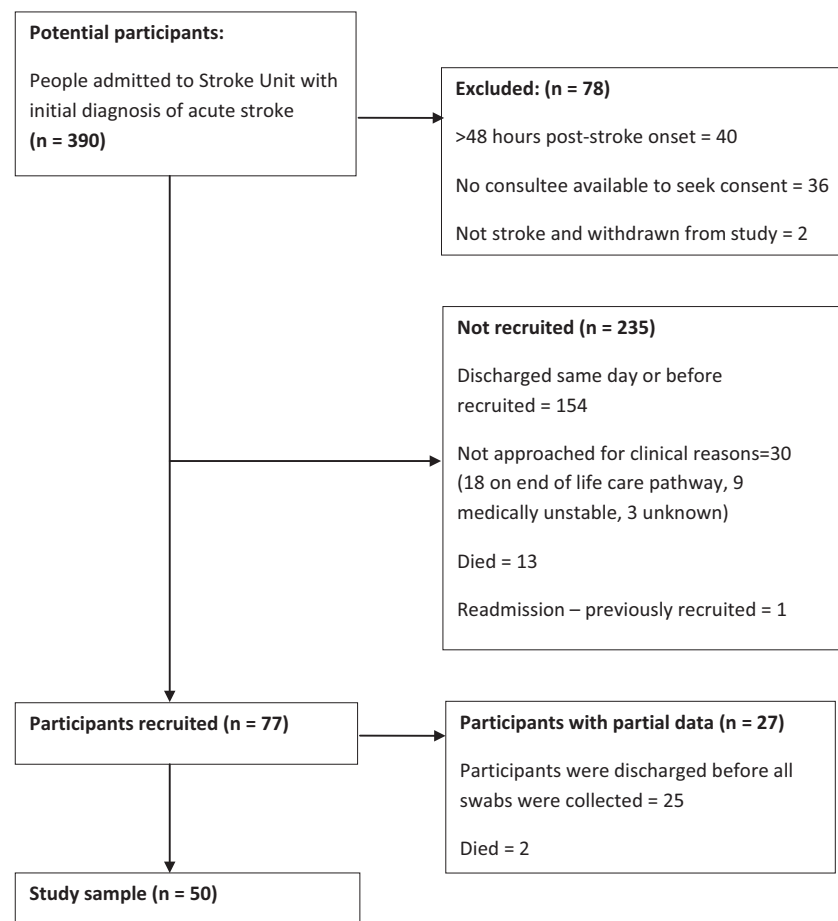 Potential participants:
People admitted to Stroke Unit with
initial diagnosis of acute stroke
(n = 390)
Excluded: (n = 78)
>48 hours post-stroke onset = 40
No consultee available to seek consent = 36
Not stroke and withdrawn from study = 2
Not recruited (n = 235)
Discharged same day or before
recruited = 154
Not approached for clinical reasons=30
(18 on end of life care pathway, 9
medically unstable, 3 unknown)
Died = 13
Readmission – previously recruited = 1
Participants recruited (n = 77)
Participants with partial data (n = 27)
Participants were discharged before all
swabs were collected = 25
Died = 2
Study sample (n = 50)